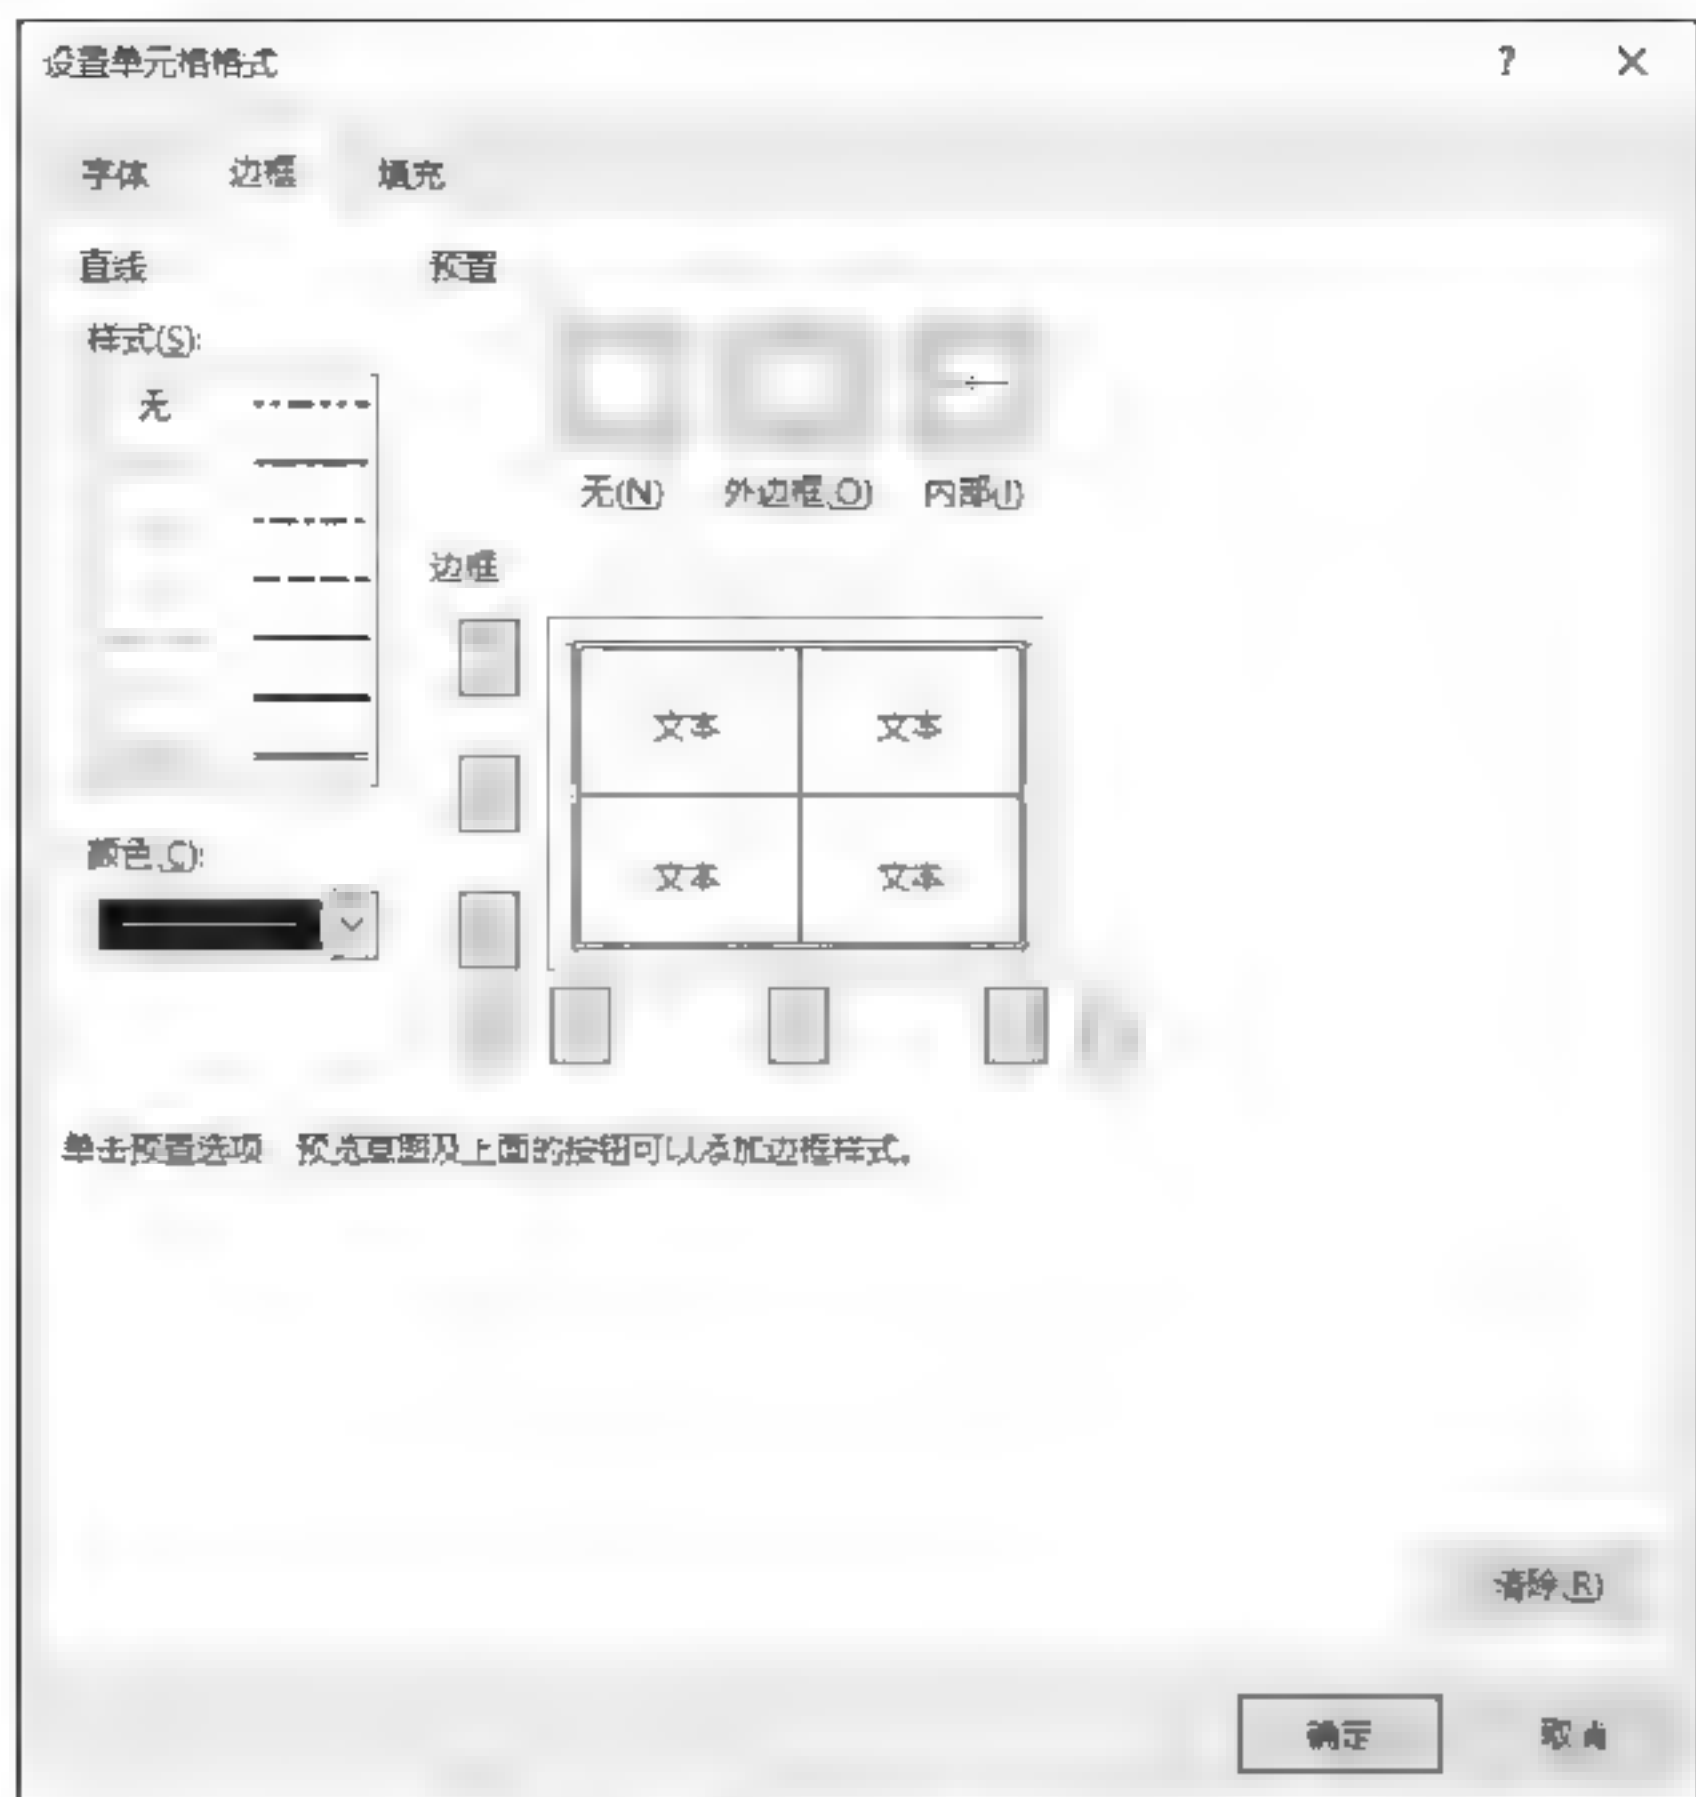 设置单元格格式 ? ×
字体 边框 填充
直线 预置
样式(S):
无
无(N) 外边框(O) 内部(I)
边框
文本 文本
文本 文本
颜色(C):
单击预置选项、预览草图及上面的按钮可以添加边框样式。
清除(R)
确定 取消